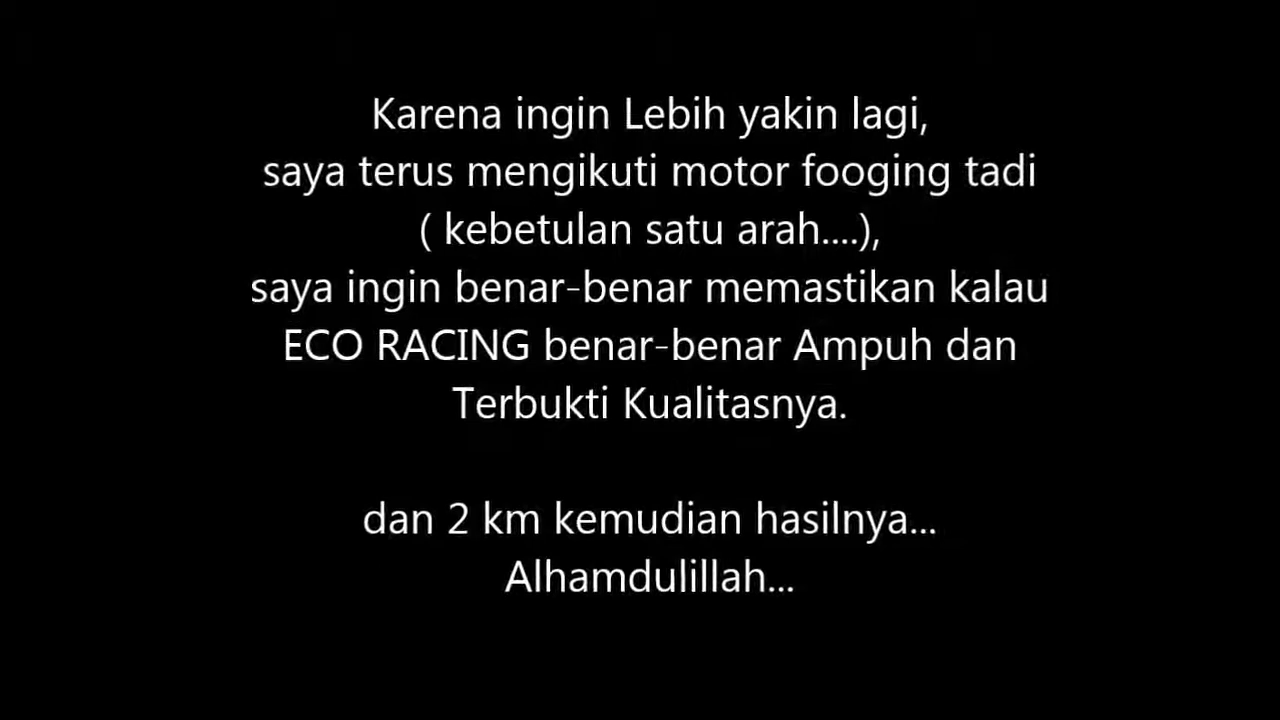 Karena ingin Lebih yakin lagi,
saya terus mengikuti motor fooging tadi
( kebetulan satu arah....),
saya ingin benar-benar memastikan kalau
ECO RACING benar-benar Ampuh dan
Terbukti Kualitasnya.
dan 2 km kemudian hasilnya...
Alhamdulillah...